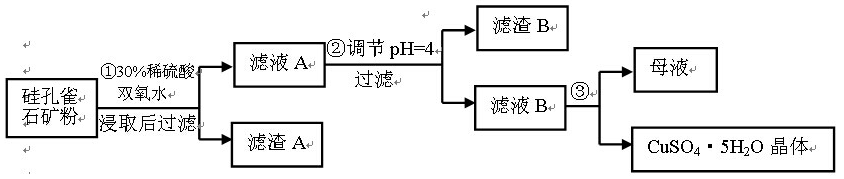 硅孔雀
石矿粉
①30%稀硫酸
双氧水
浸取后过滤
滤液 A
滤渣 A
②调节 pH=4
过滤
滤渣 B
滤液 B
③
母液
CuSO4·5H2O 晶体